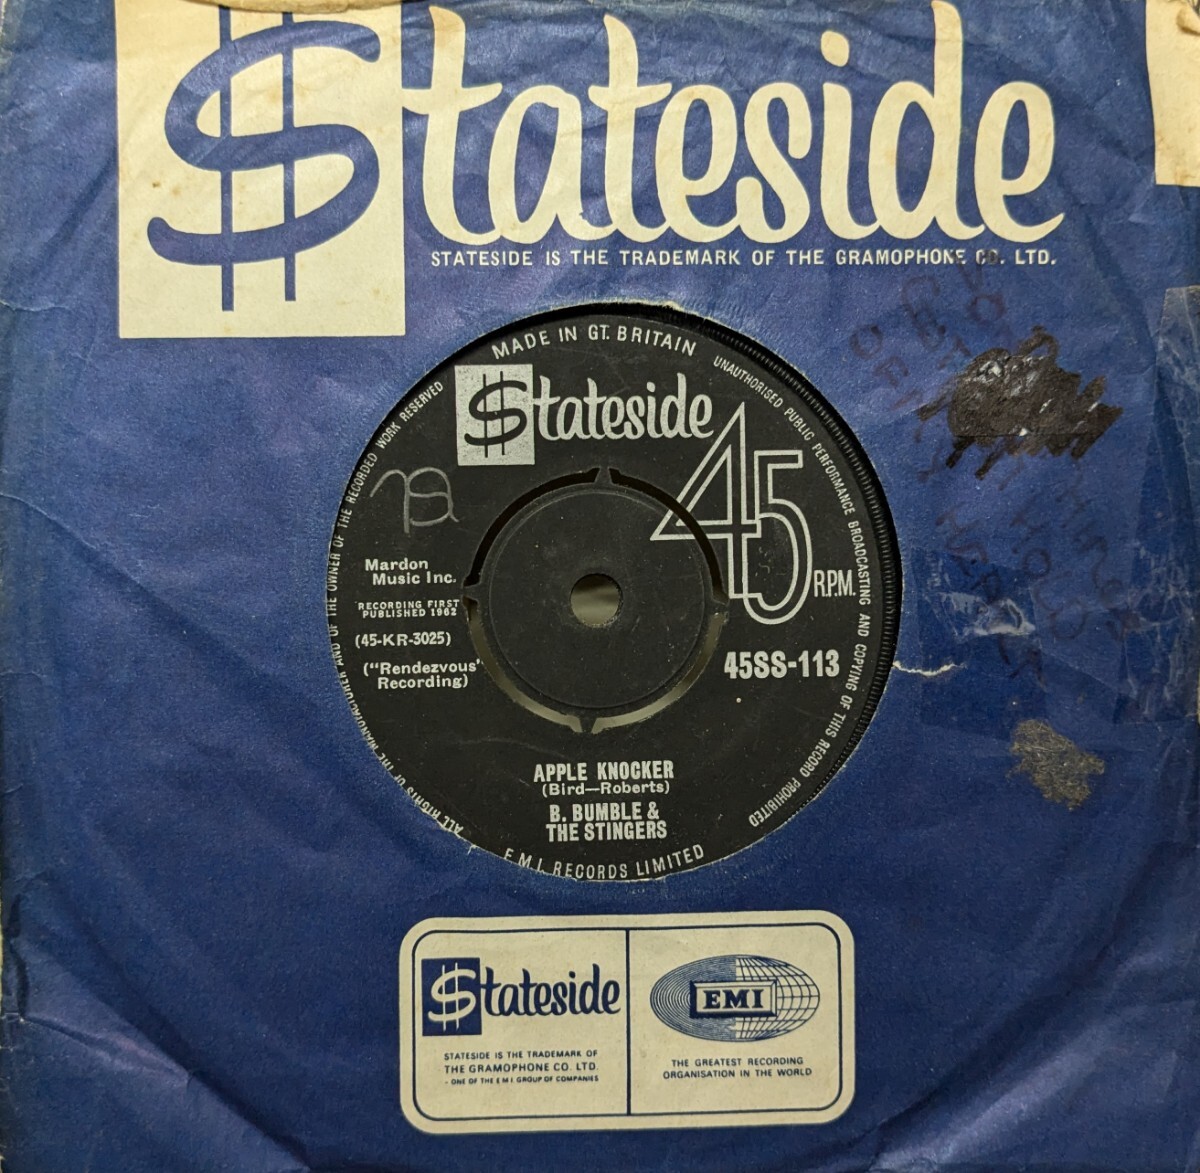 $tateside
STATESIDE IS THE TRADEMARK OF THE GRAMOPHONE CO. LTD.
MADE IN GT. BRITAIN
UNAUTHORISED PUBLIC PERFORMANCE BROADCASTING AND COPYING OF THIS RECORD PROHIBITED
E.M.I. RECORDS LIMITED
ALL RIGHTS OF THE MANUFACTURER AND OF THE OWNER OF THE RECORDED WORK RESERVED
$tateside
45
R.P.M.
Mardon
Music Inc.
RECORDING FIRST
PUBLISHED 1962
(45-KR-3025)
("Rendezvous'
Recording)
45SS-113
APPLE KNOCKER
(Bird—Roberts)
B. BUMBLE &
THE STINGERS
$tateside
STATESIDE IS THE TRADEMARK OF
THE GRAMOPHONE CO. LTD.
- ONE OF THE E M I GROUP OF COMPANIES
EMI
THE GREATEST RECORDING
ORGANISATION IN THE WORLD